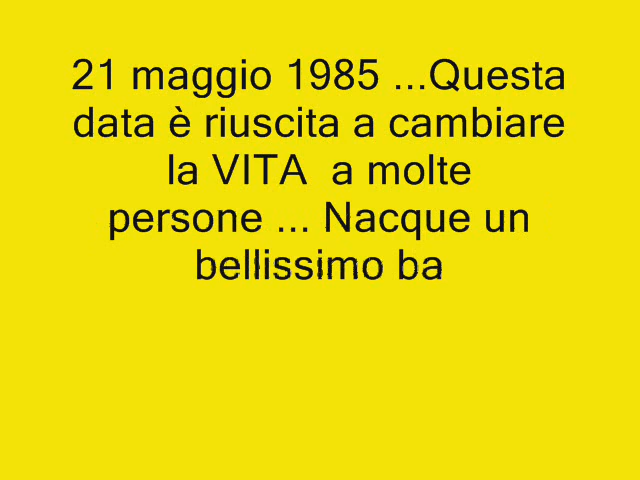 21 maggio 1985 ...Questa
data è riuscita a cambiare
la VITA  a molte
persone ... Nacque un
bellissimo ba